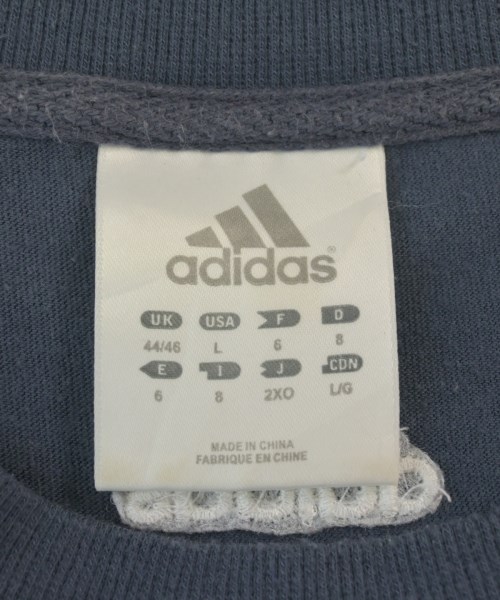 adidas®
UK USA F D
44/46 L 6 8
E I J CDN
6 8 2XO L/G
MADE IN CHINA
FABRIQUE EN CHINE